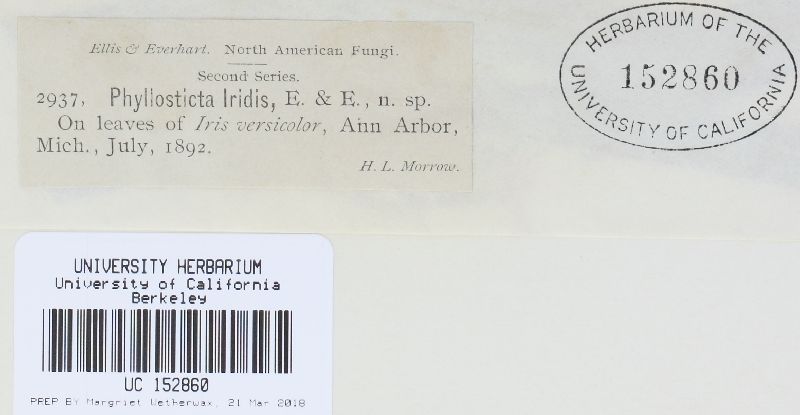 Ellis & Everhart. North American Fungi.
Second Series.
2937, Phyllosticta Iridis, E. & E., n. sp.
On leaves of Iris versicolor, Ann Arbor,
Mich., July, 1892.
H. L. Morrow.
HERBARIUM OF THE
152860
UNIVERSITY OF CALIFORNIA
UNIVERSITY HERBARIUM
University of California
Berkeley
UC 152860
PREP BY Margriet Wetherwax, 21 Mar 2018